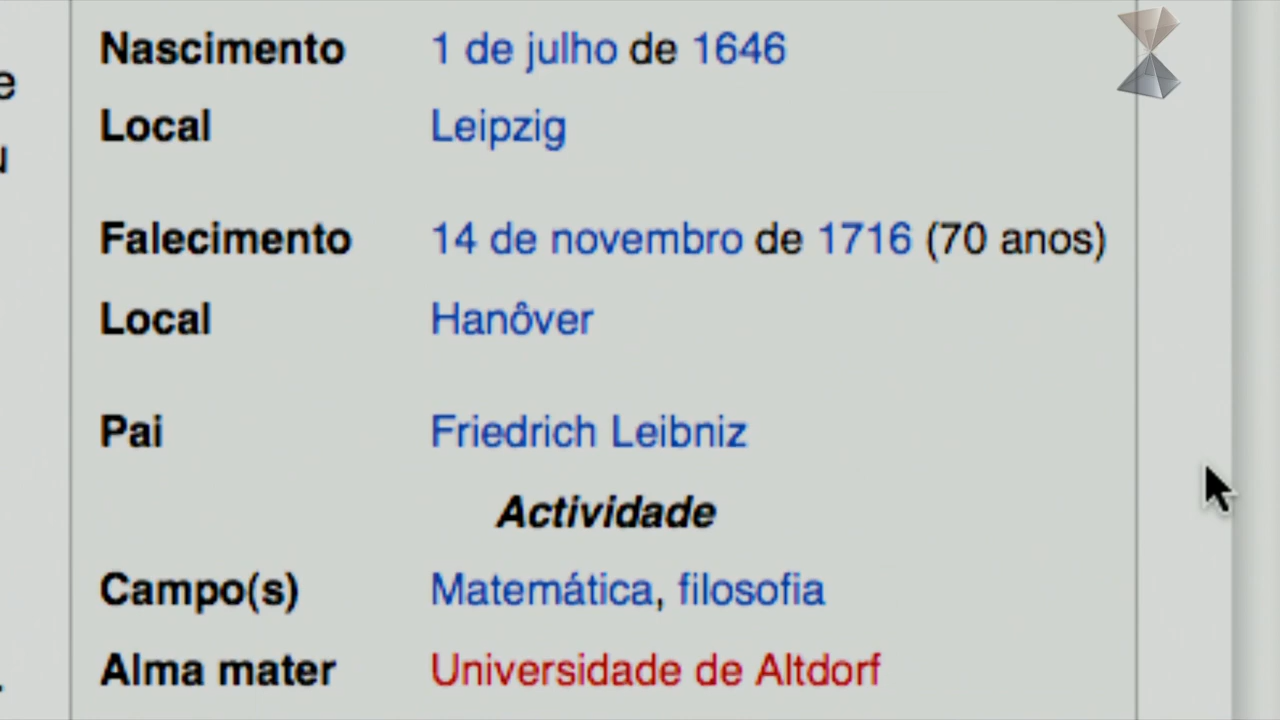 Nascimento 1 de julho de 1646
Local Leipzig
Falecimento 14 de novembro de 1716 (70 anos)
Local Hanôver
Pai Friedrich Leibniz
Actividade
Campo(s) Matemática, filosofia
Alma mater Universidade de Altdorf